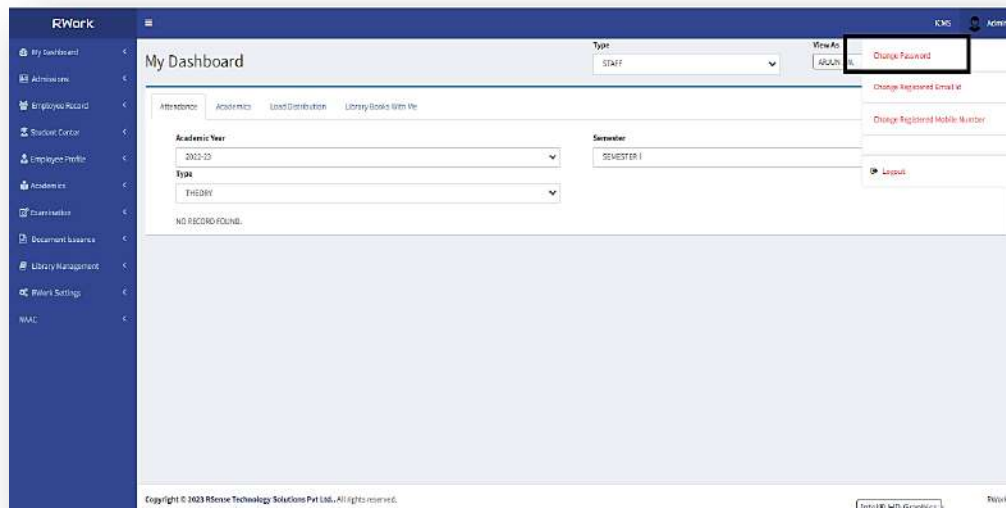 RWork
ICMS Admin
My Dashboard
Admissions
Employee Record
Student Center
Employee Profile
Academics
Examination
Document Issuance
Library Management
RWork Settings
NAAC
My Dashboard
Type
STAFF
View As
Change Password
Change Registered Email Id
Change Registered Mobile Number
Logout
Attendance Academics Load Distribution Library Books With Me
Academic Year
2022-23
Semester
SEMESTER I
Type
THEORY
NO RECORD FOUND.
Copyright © 2023 RSense Technology Solutions Pvt Ltd.. All rights reserved.